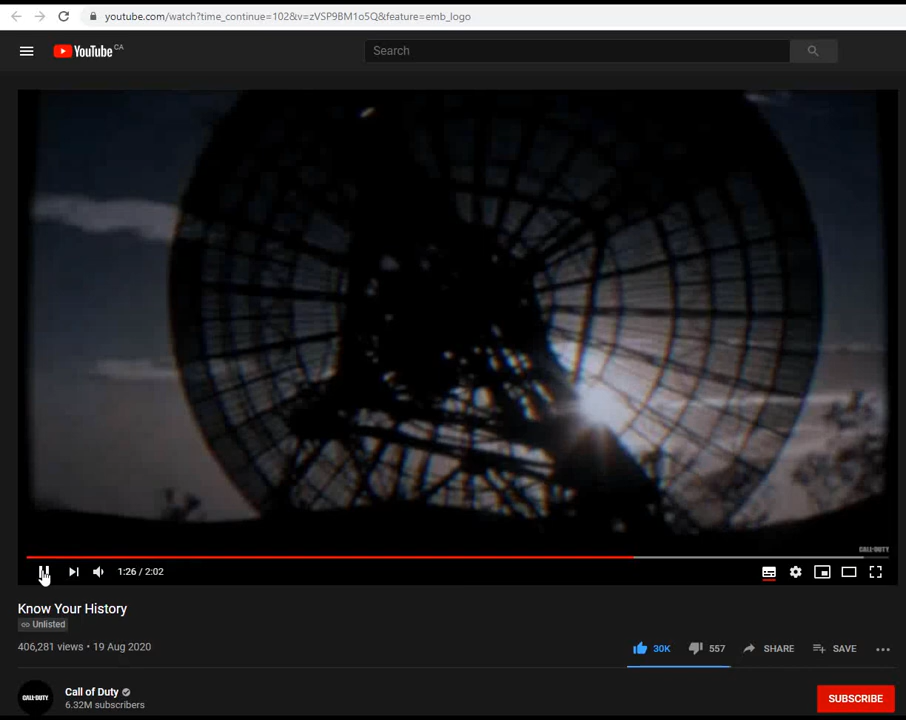 youtube.com/watch?time_continue=102&v=zVSP9BM1o5Q&feature=emb_logo
YouTube CA
Search
CALL·DUTY
1:26 / 2:02
Know Your History
Unlisted
406,281 views • 19 Aug 2020
30K 557 SHARE SAVE
CALL·DUTY
Call of Duty
6.32M subscribers
SUBSCRIBE